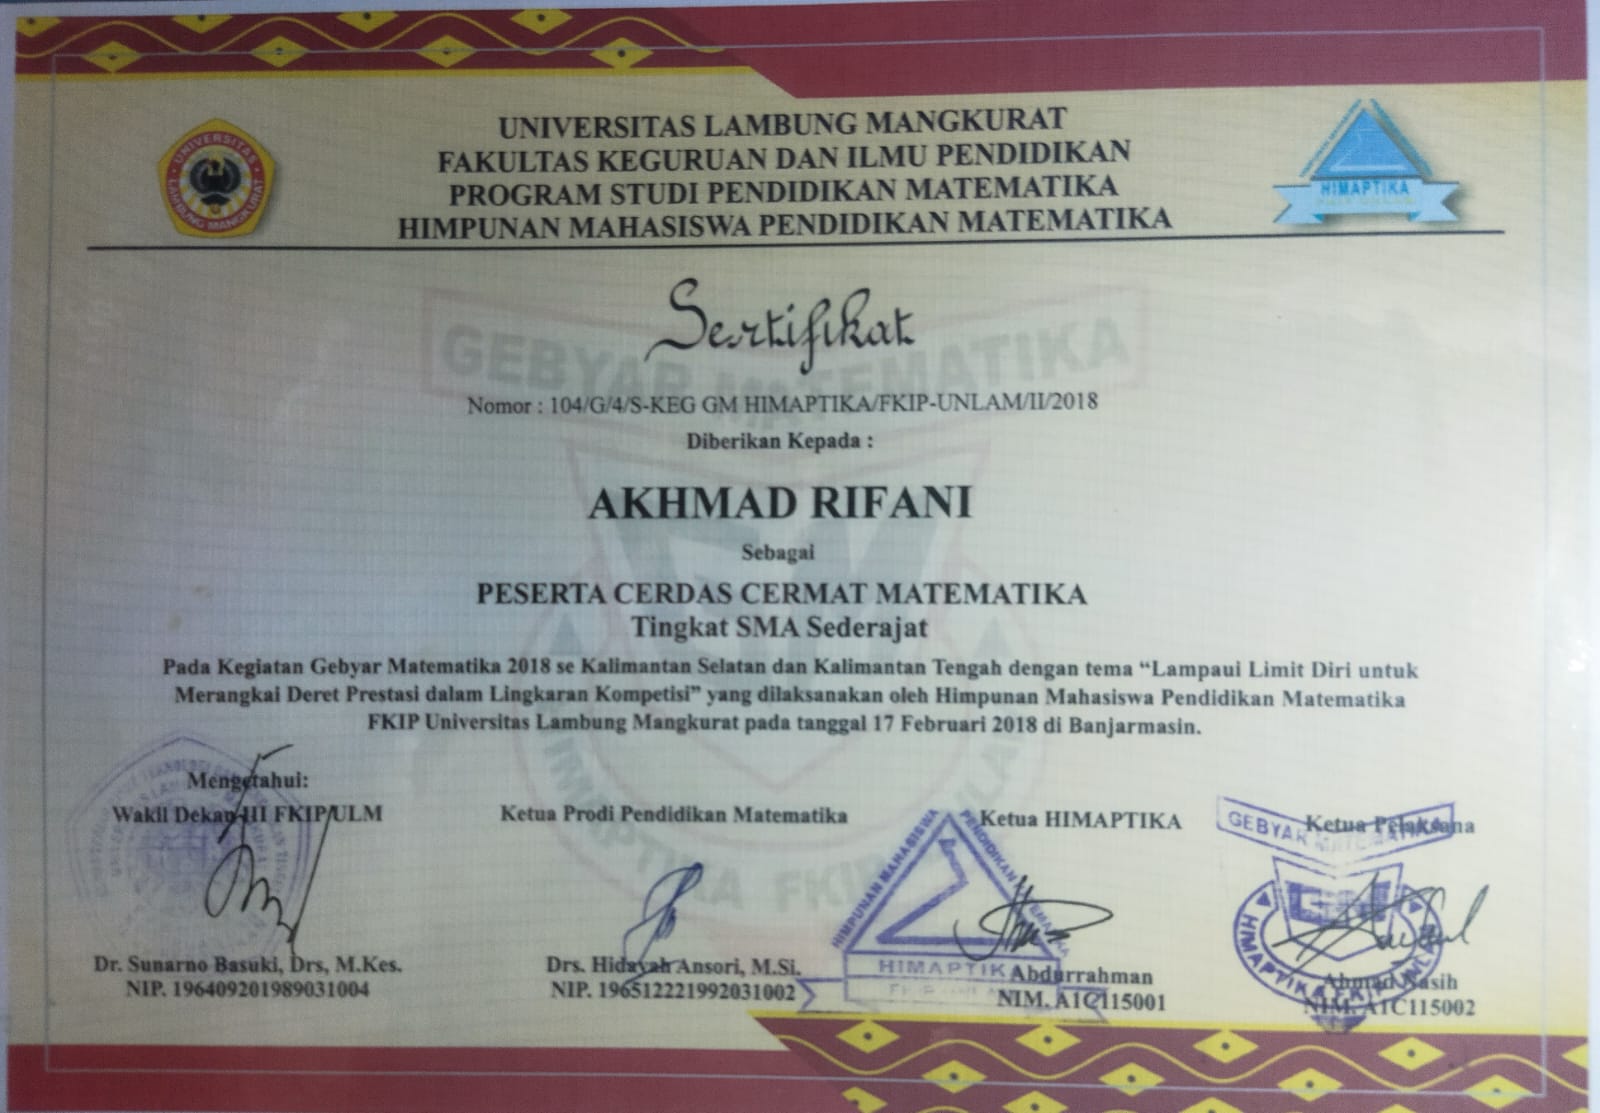 UNIVERSITAS LAMBUNG MANGKURAT
FAKULTAS KEGURUAN DAN ILMU PENDIDIKAN
PROGRAM STUDI PENDIDIKAN MATEMATIKA
HIMPUNAN MAHASISWA PENDIDIKAN MATEMATIKA
UNIVERSITAS
LAMBUNG MANGKURAT
HIMAPTIKA
Sertifikat
GEBYAR MATEMATIKA
Nomor : 104/G/4/S-KEG GM HIMAPTIKA/FKIP-UNLAM/II/2018
Diberikan Kepada :
AKHMAD RIFANI
Sebagai
PESERTA CERDAS CERMAT MATEMATIKA
Tingkat SMA Sederajat
Pada Kegiatan Gebyar Matematika 2018 se Kalimantan Selatan dan Kalimantan Tengah dengan tema “Lampaui Limit Diri untuk
Merangkai Deret Prestasi dalam Lingkaran Kompetisi” yang dilaksanakan oleh Himpunan Mahasiswa Pendidikan Matematika
FKIP Universitas Lambung Mangkurat pada tanggal 17 Februari 2018 di Banjarmasin.
HIMAPTIKA FKIP UNLAM
Mengetahui:
Wakil Dekan III FKIP/ULM
Dr. Sunarno Basuki, Drs, M.Kes.
NIP. 196409201989031004
Ketua Prodi Pendidikan Matematika
Drs. Hidayah Ansori, M.Si.
NIP. 196512221992031002
Ketua HIMAPTIKA
HIMPUNAN MAHASISWA
PENDIDIKAN MATEMATIKA
HIMAPTIKA
Abdurrahman
NIM. A1C115001
Ketua Pelaksana
GEBYAR MATEMATIKA
GM
HIMAPTIKA FKIP UNLAM
Ahmad Nasih
NIM. A1C115002